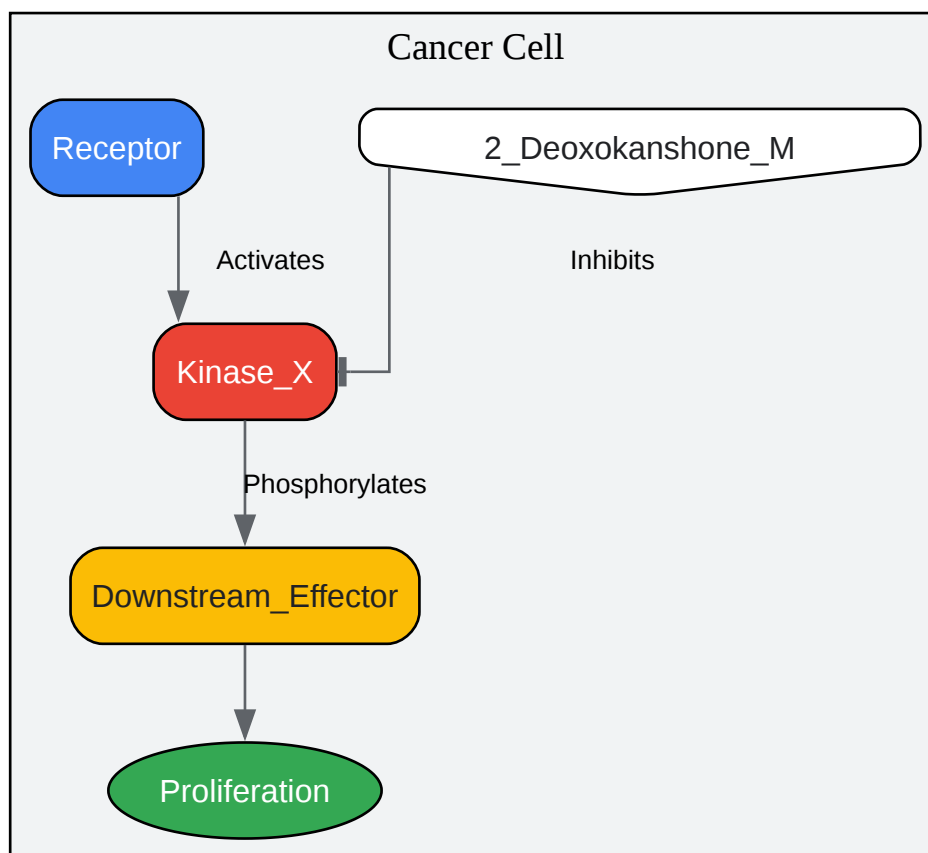 Cancer Cell
Receptor
2_Deoxokanshone_M
Activates
Inhibits
Kinase_X
Phosphorylates
Downstream_Effector
Proliferation